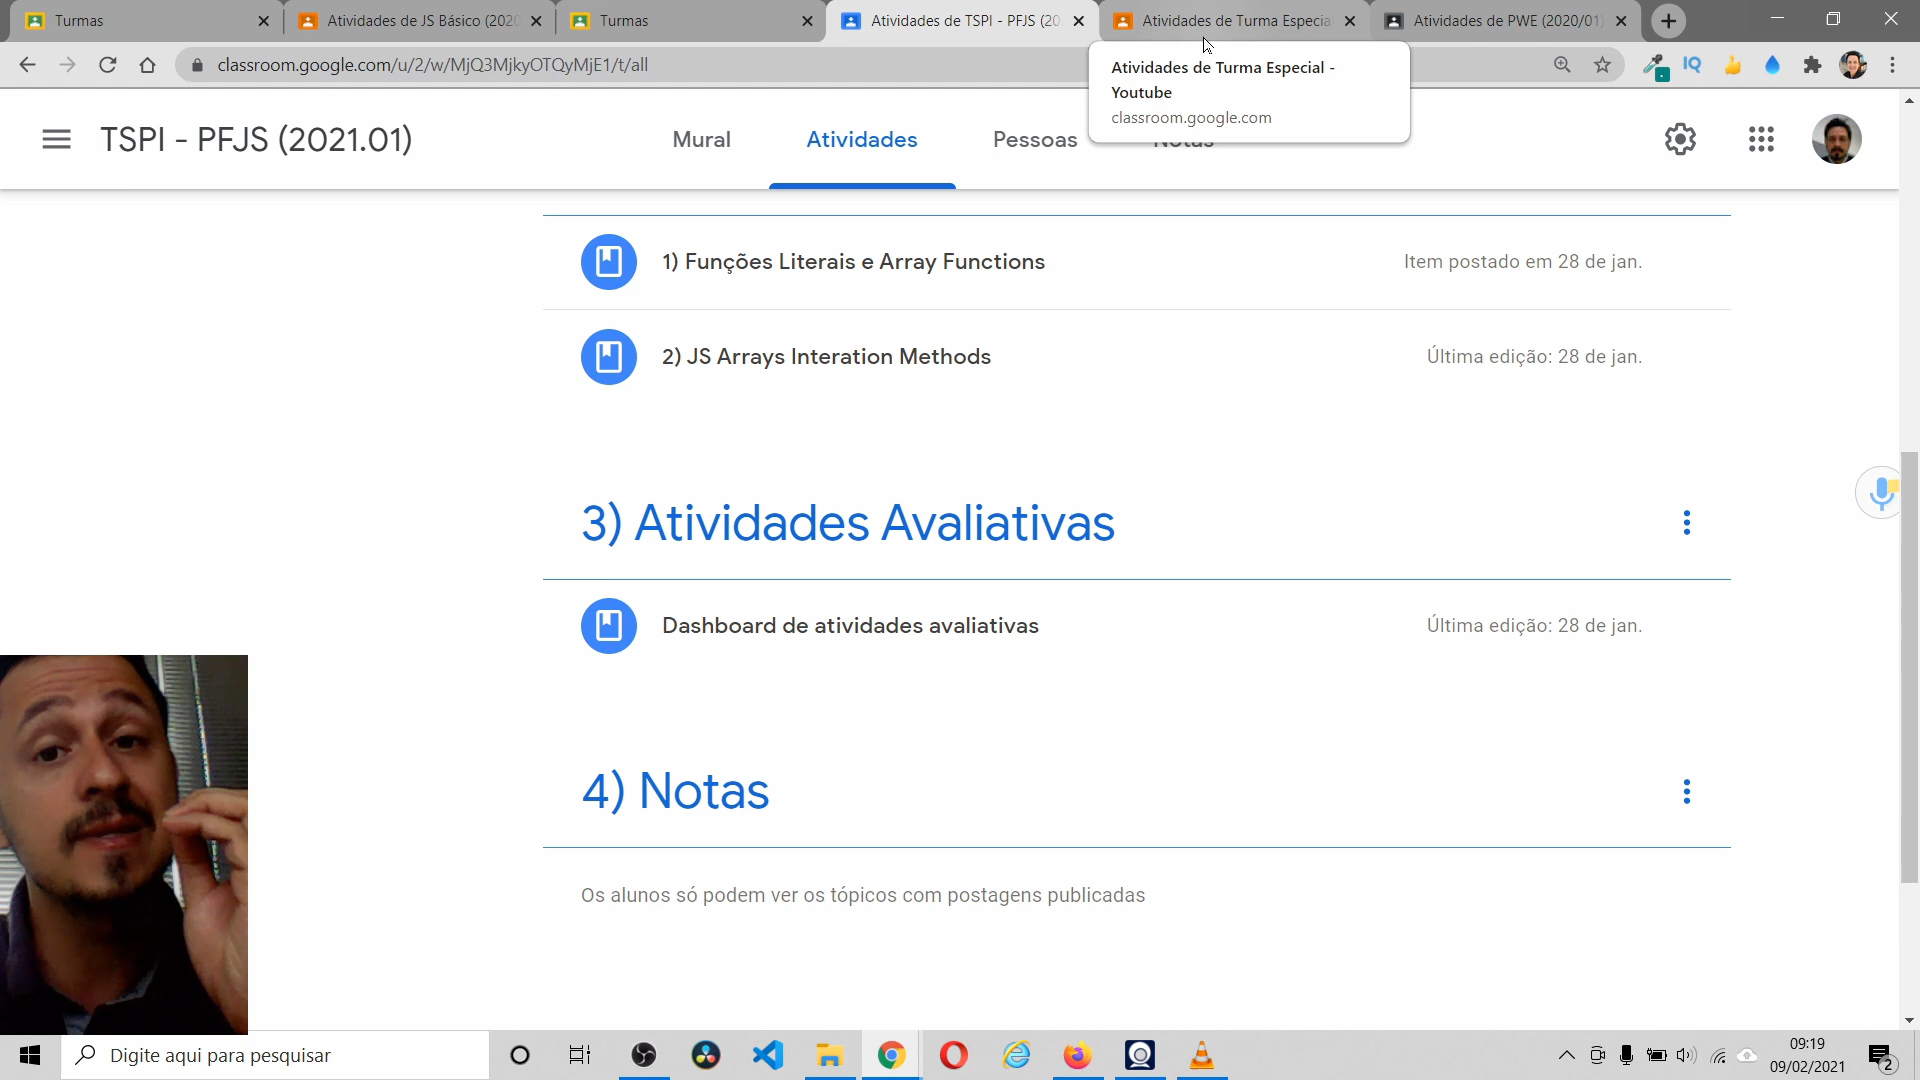 Turmas
Atividades de JS Básico (2020
Turmas
Atividades de TSPI - PFJS (20
Atividades de Turma Especia
Atividades de PWE (2020/01)
classroom.google.com/u/2/w/MjQ3MjkyOTQyMjE1/t/all
IQ
Atividades de Turma Especial -
Youtube
classroom.google.com
TSPI - PFJS (2021.01)
Mural
Atividades
Pessoas
Notas
1) Funções Literais e Array Functions
Item postado em 28 de jan.
2) JS Arrays Interation Methods
Última edição: 28 de jan.
3) Atividades Avaliativas
Dashboard de atividades avaliativas
Última edição: 28 de jan.
4) Notas
Os alunos só podem ver os tópicos com postagens publicadas
Digite aqui para pesquisar
09:19
09/02/2021
2